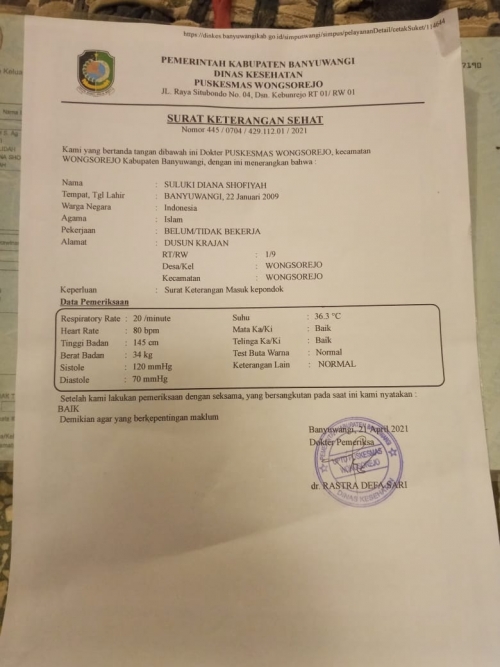 https://dinkes.banyuwangikab.go.id/simpuswangi/simpus/pelayananDetail/cetakSuket/114644
PEMERINTAH KABUPATEN BANYUWANGI
DINAS KESEHATAN
PUSKESMAS WONGSOREJO
JL. Raya Situbondo No. 04, Dsn. Kebunrejo RT 01/ RW 01
SURAT KETERANGAN SEHAT
Nomor 445 / 0704 / 429.112.01 / 2021
Kami yang bertanda tangan dibawah ini Dokter PUSKESMAS WONGSOREJO, kecamatan
WONGSOREJO Kabupaten Banyuwangi, dengan ini menerangkan bahwa :
Nama : SULUKI DIANA SHOFIYAH
Tempat, Tgl Lahir : BANYUWANGI, 22 Januari 2009
Warga Negara : Indonesia
Agama : Islam
Pekerjaan : BELUM/TIDAK BEKERJA
Alamat : DUSUN KRAJAN
RT/RW : 1/9
Desa/Kel : WONGSOREJO
Kecamatan : WONGSOREJO
Keperluan : Surat Keterangan Masuk kepondok
Data Pemeriksaan
Respiratory Rate : 20 /minute Suhu : 36.3 °C
Heart Rate : 80 bpm Mata Ka/Ki : Baik
Tinggi Badan : 145 cm Telinga Ka/Ki : Baik
Berat Badan : 34 kg Test Buta Warna : Normal
Sistole : 120 mmHg Keterangan Lain : NORMAL
Diastole : 70 mmHg
Setelah kami lakukan pemeriksaan dengan seksama, yang bersangkutan pada saat ini kami nyatakan :
BAIK
Demikian agar yang berkepentingan maklum
Banyuwangi, 21 April 2021
Dokter Pemeriksa
UPTD PUSKESMAS
WONGSOREJO
DINAS KESEHATAN
dr. RASTRA DEFA SARI